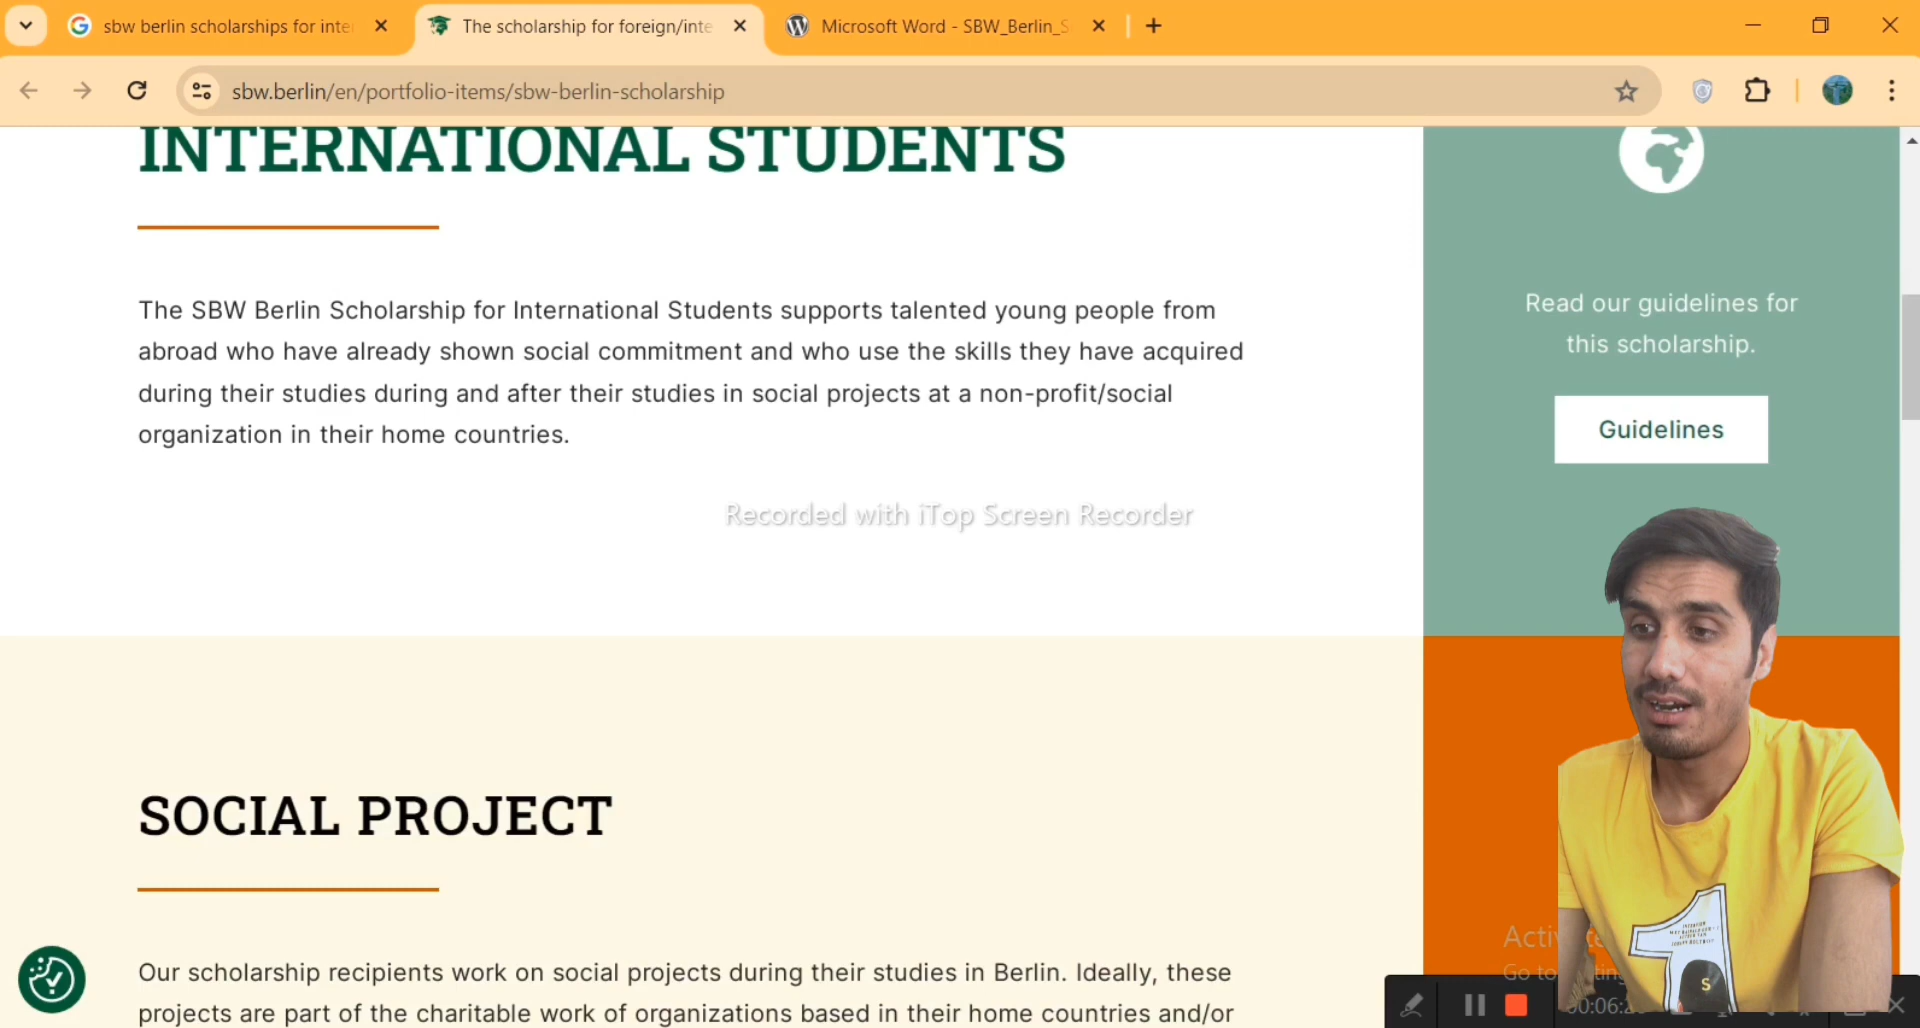 sbw berlin scholarships for inte
The scholarship for foreign/inte
Microsoft Word - SBW_Berlin_S
sbw.berlin/en/portfolio-items/sbw-berlin-scholarship
INTERNATIONAL STUDENTS
The SBW Berlin Scholarship for International Students supports talented young people from
abroad who have already shown social commitment and who use the skills they have acquired
during their studies during and after their studies in social projects at a non-profit/social
organization in their home countries.
Read our guidelines for
this scholarship.
Guidelines
Recorded with iTop Screen Recorder
SOCIAL PROJECT
Our scholarship recipients work on social projects during their studies in Berlin. Ideally, these
projects are part of the charitable work of organizations based in their home countries and/or
Go to
1
S